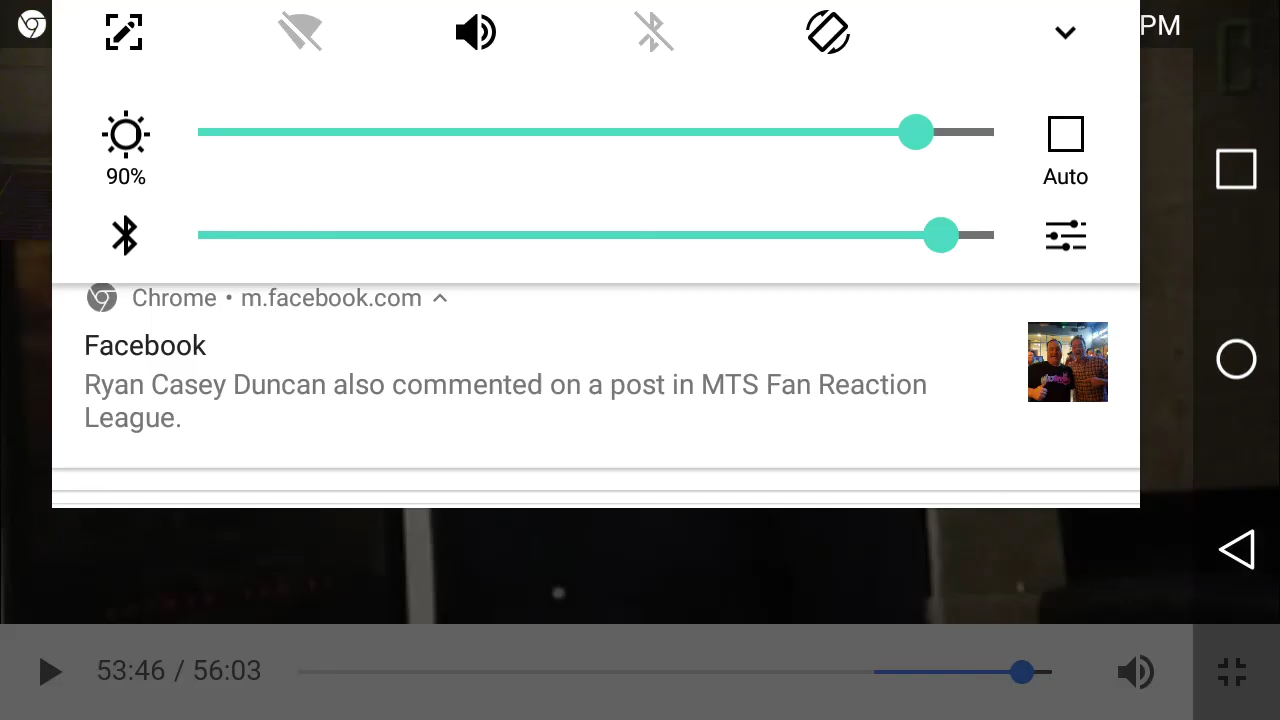 PM
90%
Auto
Chrome • m.facebook.com
Facebook
Ryan Casey Duncan also commented on a post in MTS Fan Reaction
League.
53:46 / 56:03